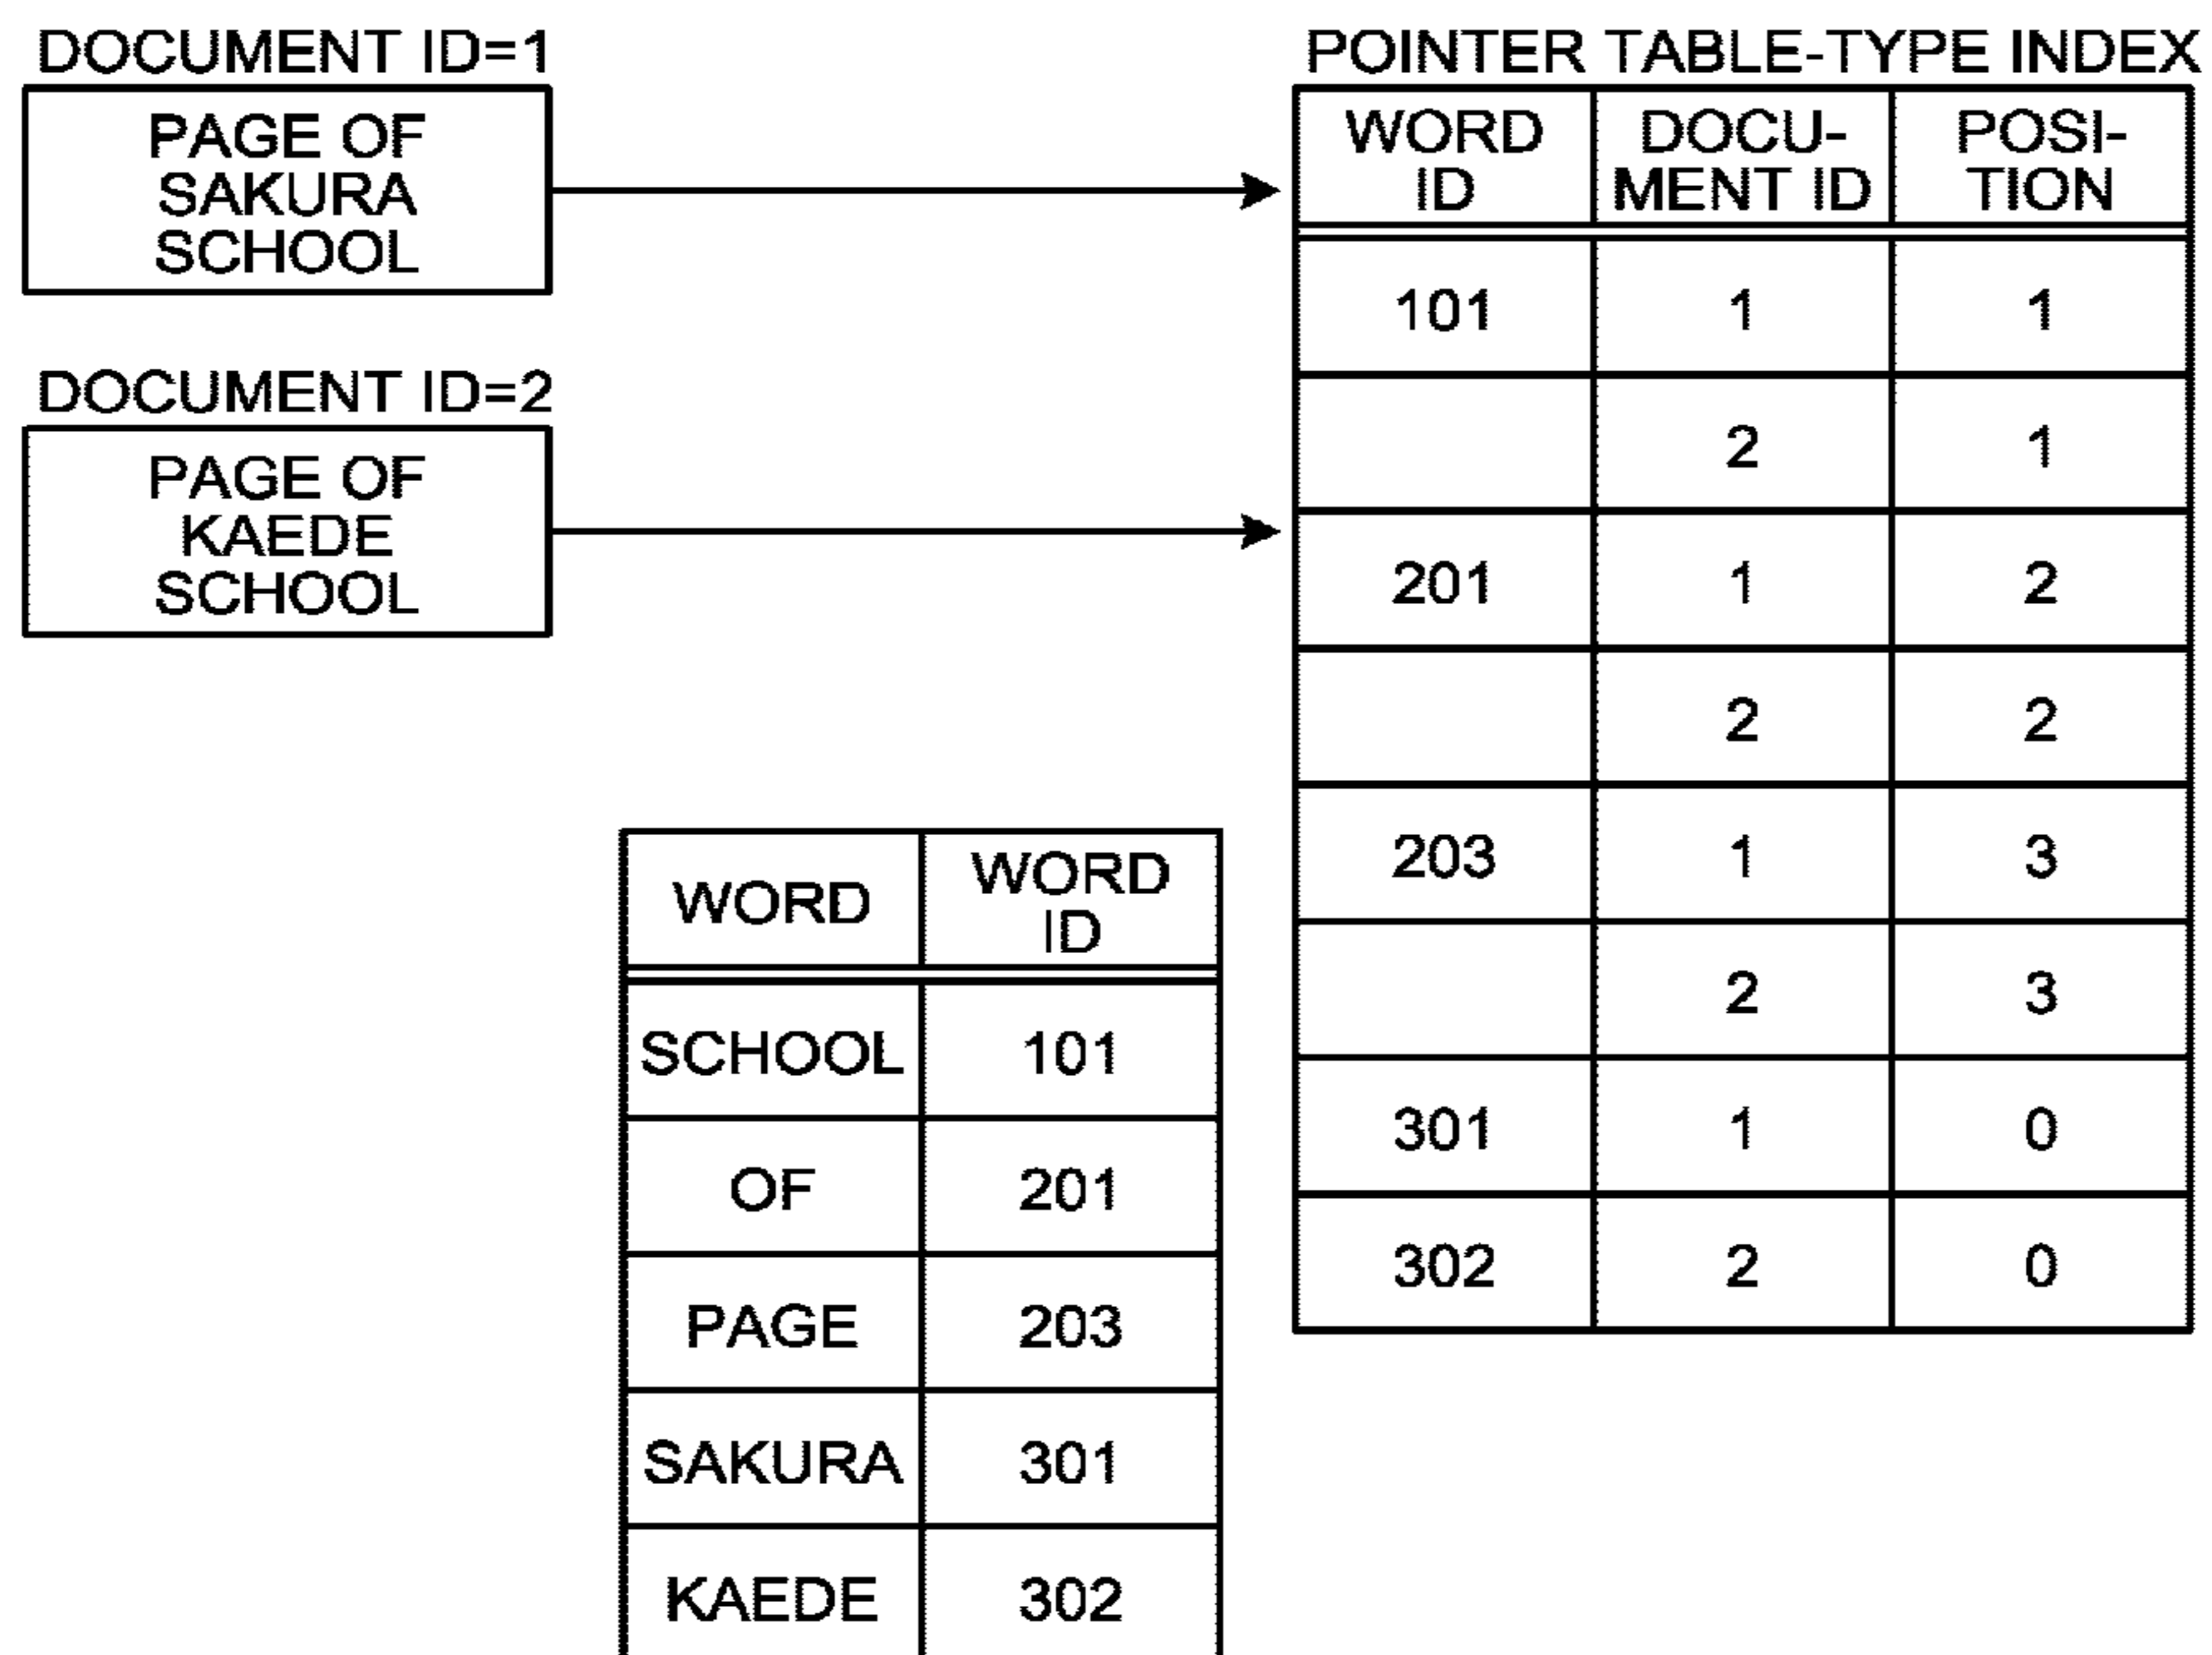 DOCUMENT ID=1
PAGE OF
SAKURA
SCHOOL
DOCUMENT ID=2
PAGE OF
KAEDE
SCHOOL
POINTER TABLE-TYPE INDEX
WORD ID DOCU-MENT ID POSI-TION
101 1 1
2 1
201 1 2
2 2
203 1 3
2 3
301 1 0
302 2 0
WORD WORD ID
SCHOOL 101
OF 201
PAGE 203
SAKURA 301
KAEDE 302